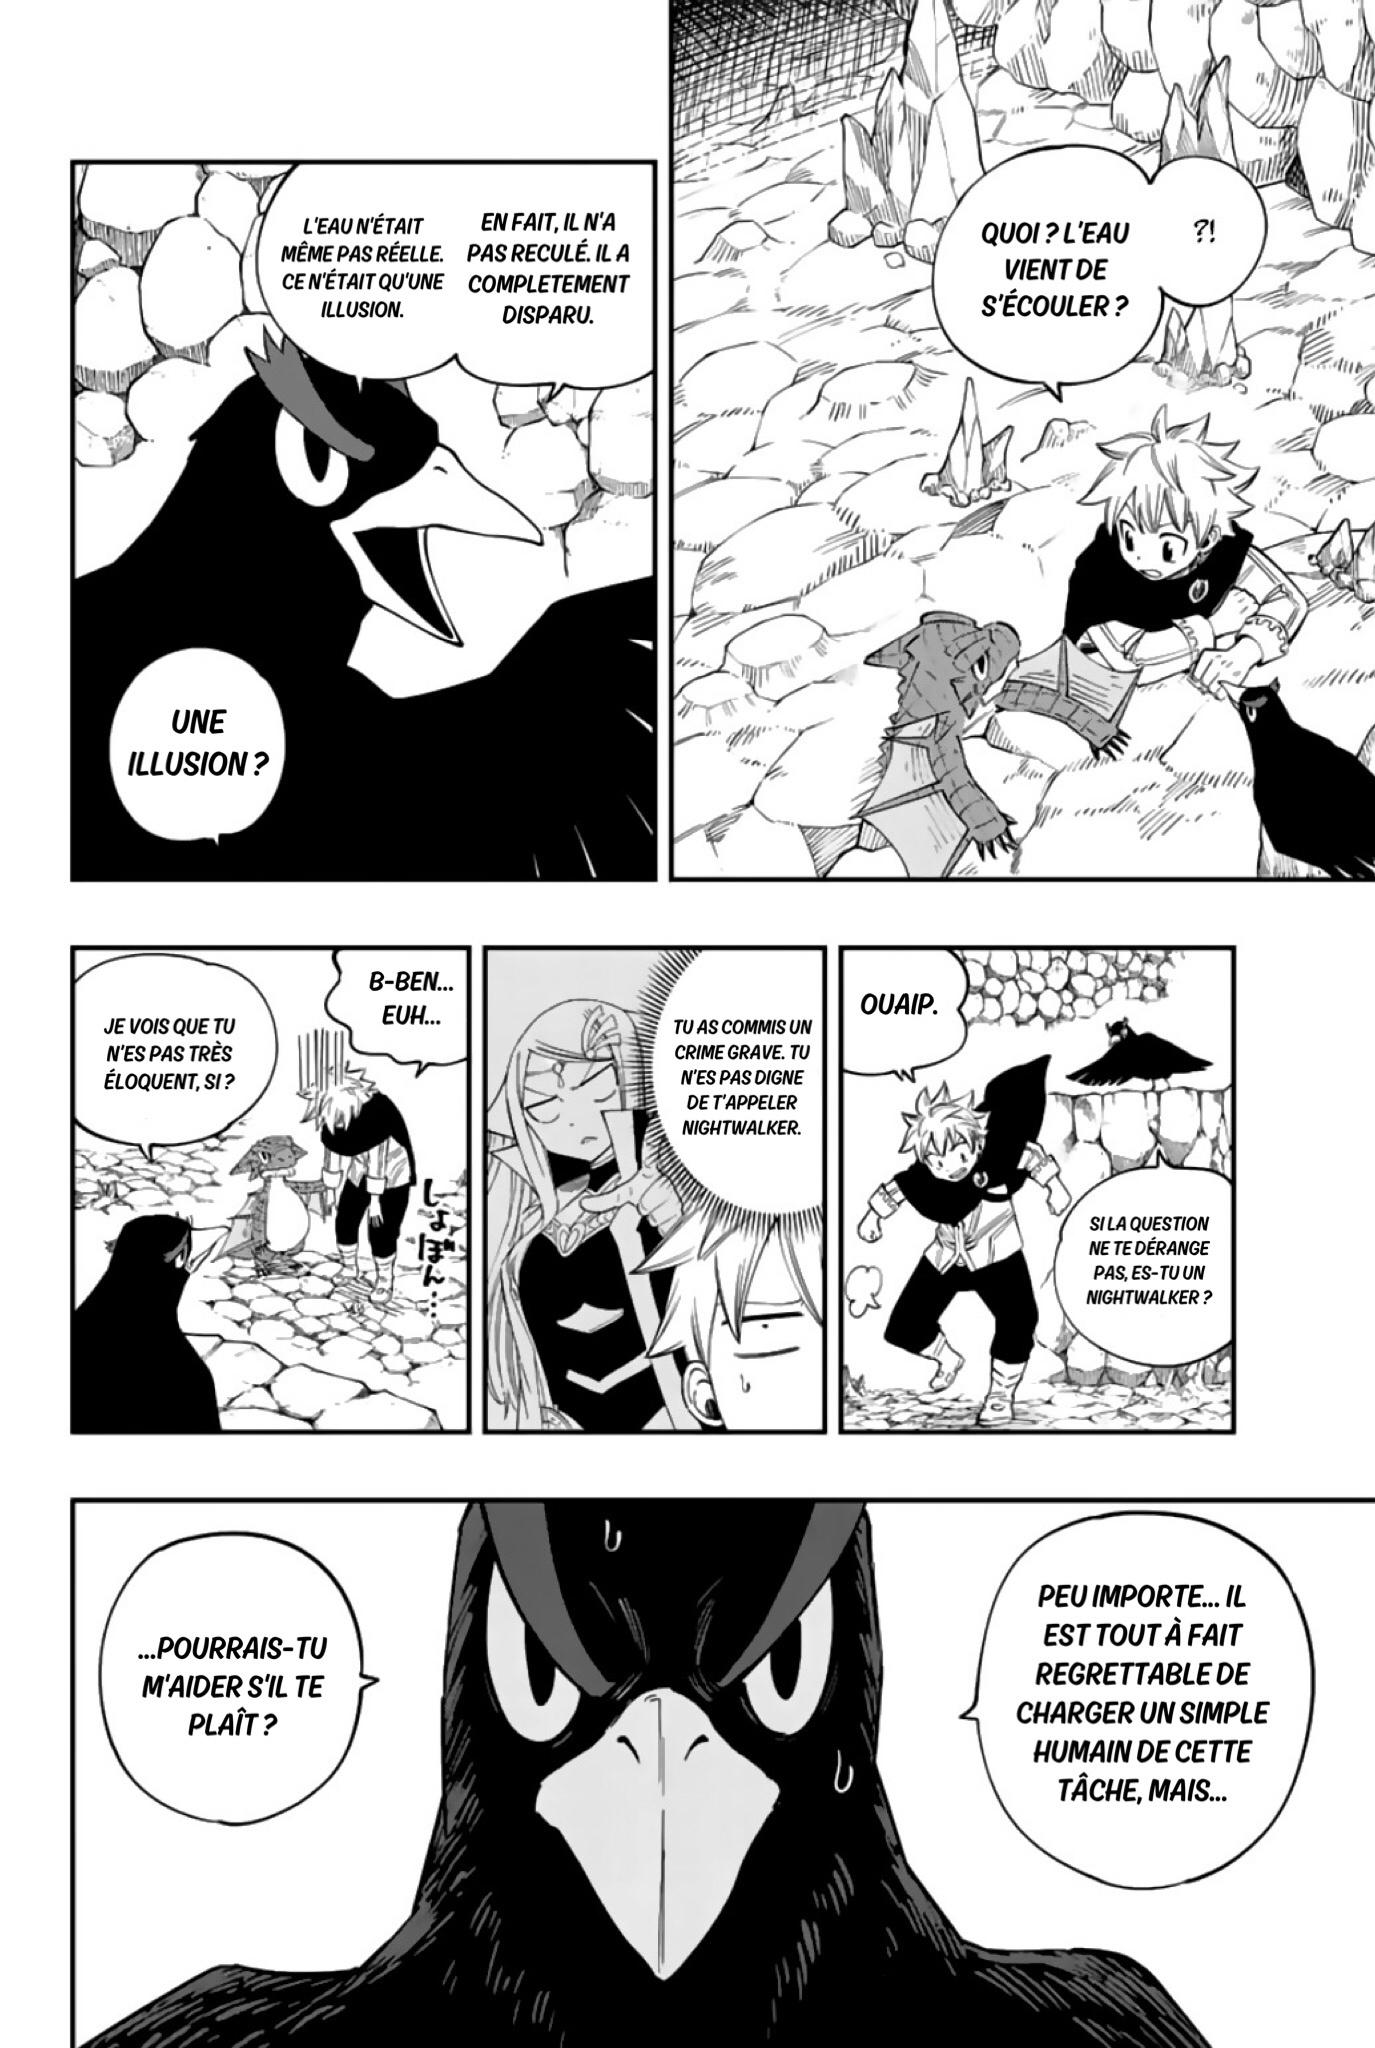 ?!
QUOI ? L'EAU
VIENT DE
S'ÉCOULER ?
EN FAIT, IL N'A
PAS RECULÉ. IL A
COMPLETEMENT
DISPARU.
L'EAU N'ÉTAIT
MÊME PAS RÉELLE.
CE N'ÉTAIT QU'UNE
ILLUSION.
UNE
ILLUSION ?
SI LA QUESTION
NE TE DÉRANGE
PAS, ES-TU UN
NIGHTWALKER ?
OUAIP.
TU AS COMMIS UN
CRIME GRAVE. TU
N'ES PAS DIGNE
DE T'APPELER
NIGHTWALKER.
B-BEN...
EUH...
しょぼーん…
JE VOIS QUE TU
N'ES PAS TRÈS
ÉLOQUENT, SI ?
PEU IMPORTE... IL
EST TOUT À FAIT
REGRETTABLE DE
CHARGER UN SIMPLE
HUMAIN DE CETTE
TÂCHE, MAIS...
...POURRAIS-TU
M'AIDER S'IL TE
PLAÎT ?